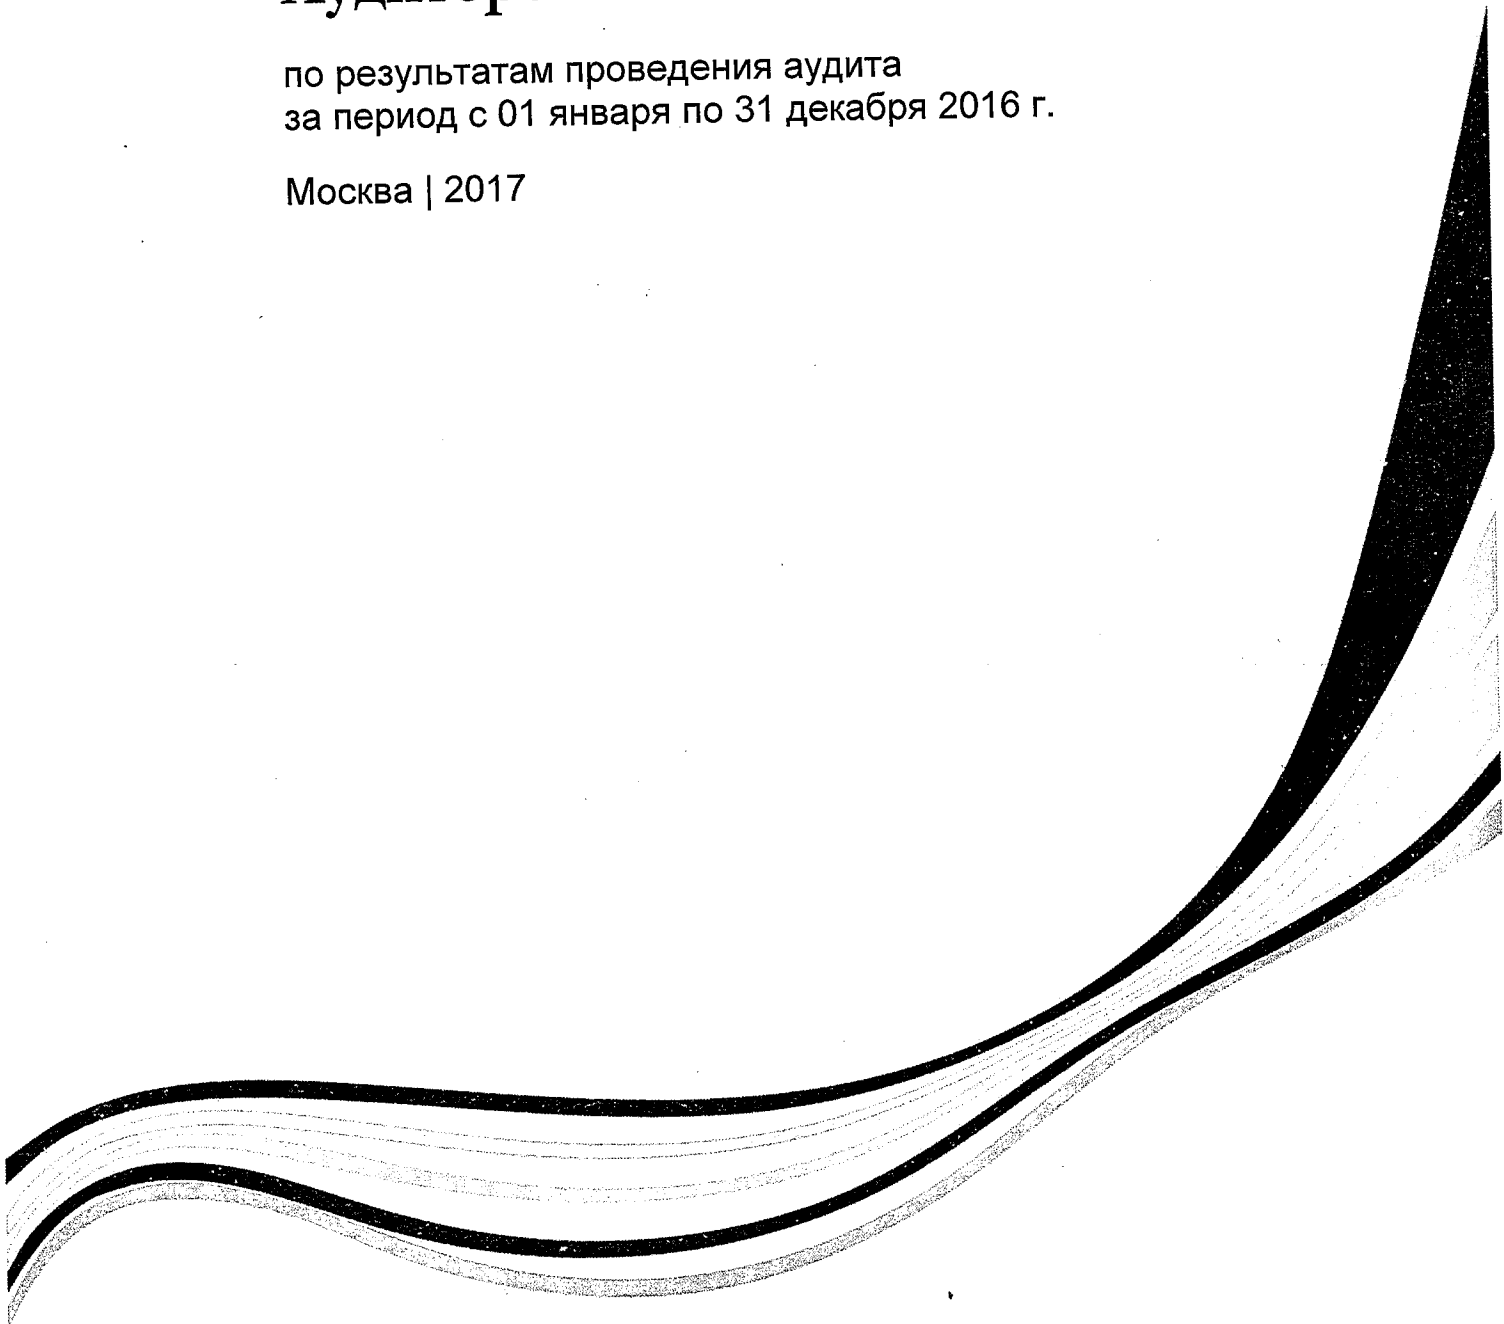 по результатам проведения аудита
за период с 01 января по 31 декабря 2016 г.
Москва | 2017